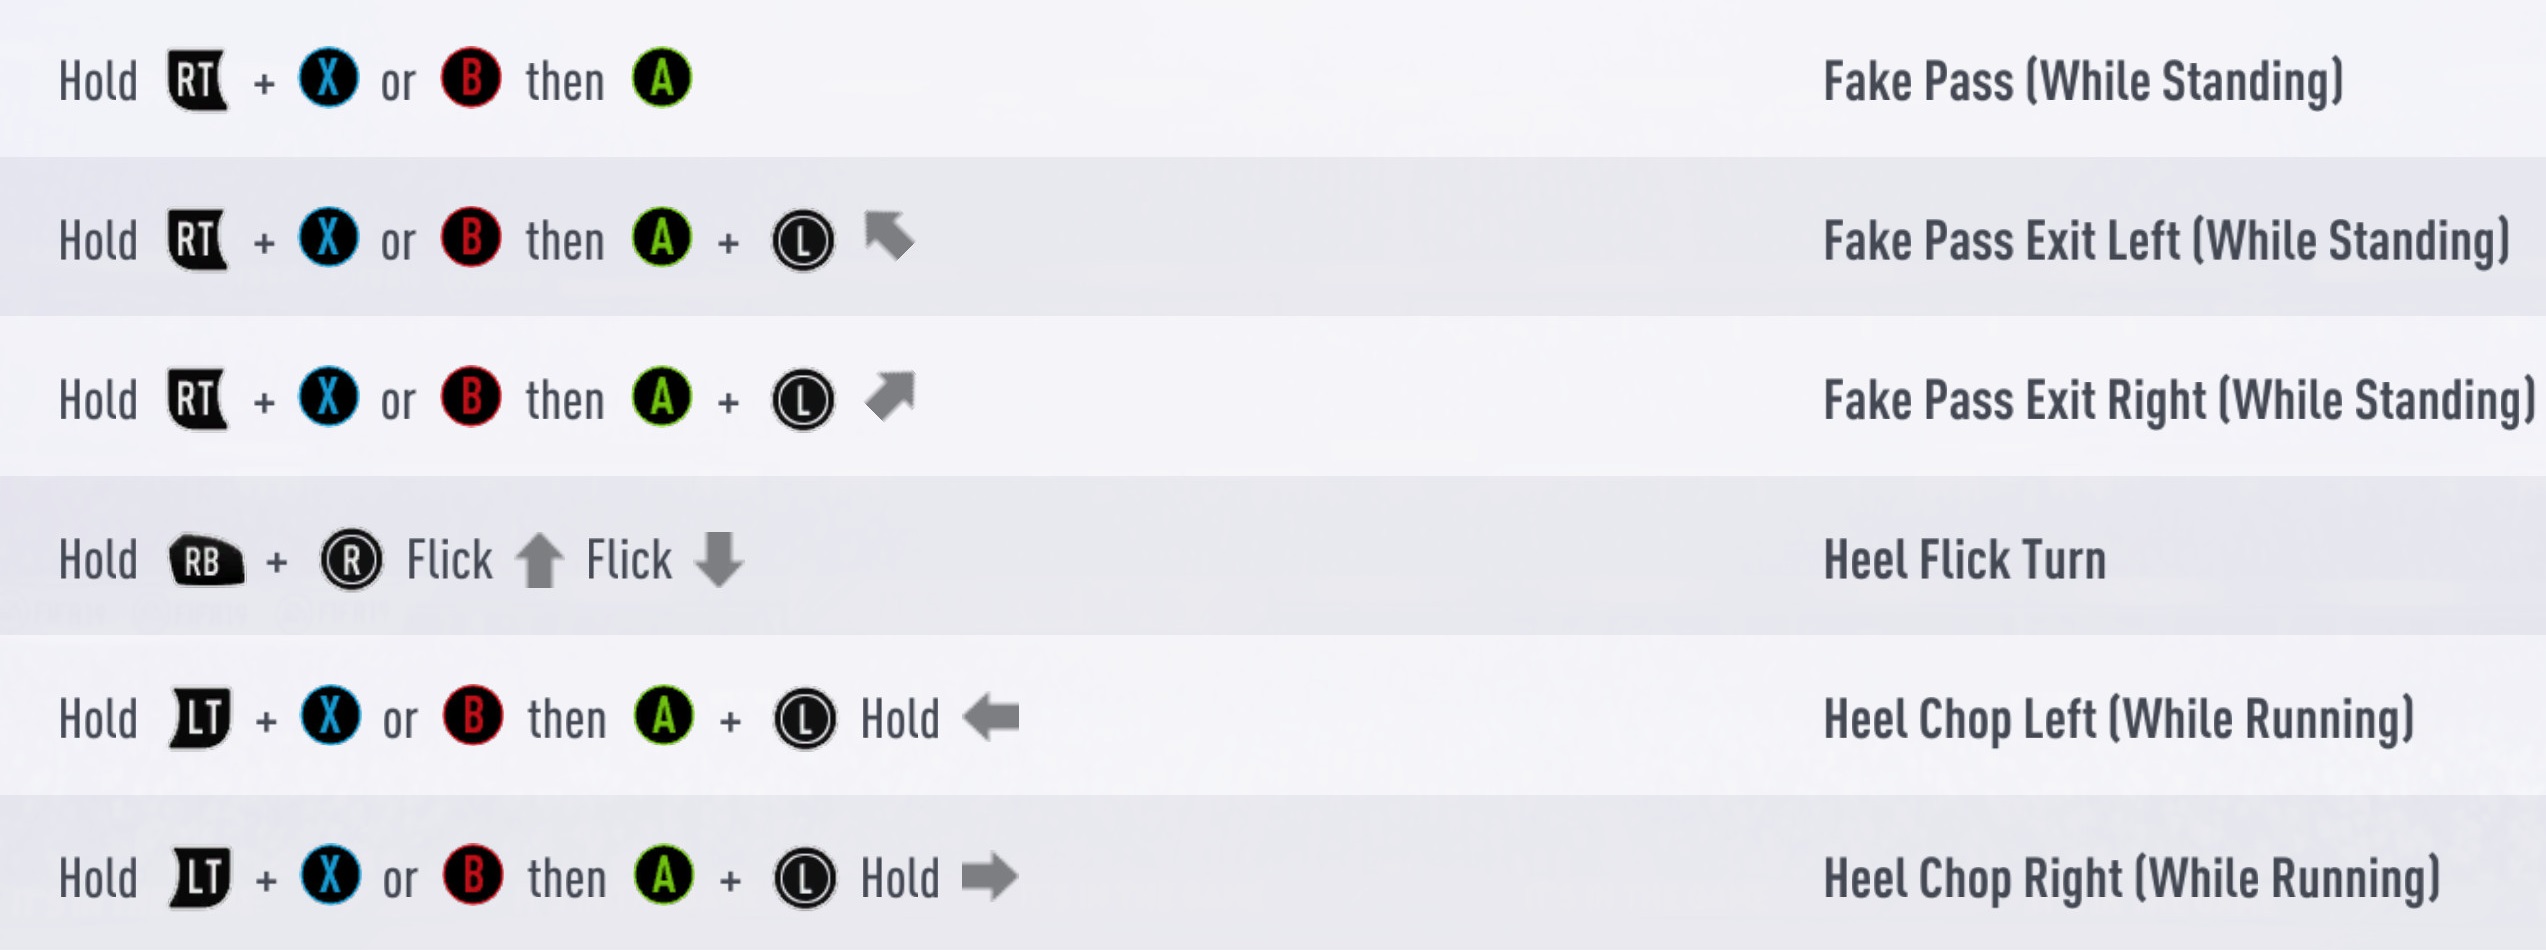 Hold RT + X or B then A Fake Pass (While Standing)
Hold RT + X or B then A + L Fake Pass Exit Left (While Standing)
Hold RT + X or B then A + L Fake Pass Exit Right (While Standing)
Hold RB + R Flick Flick Heel Flick Turn
Hold LT + X or B then A + L Hold Heel Chop Left (While Running)
Hold LT + X or B then A + L Hold Heel Chop Right (While Running)